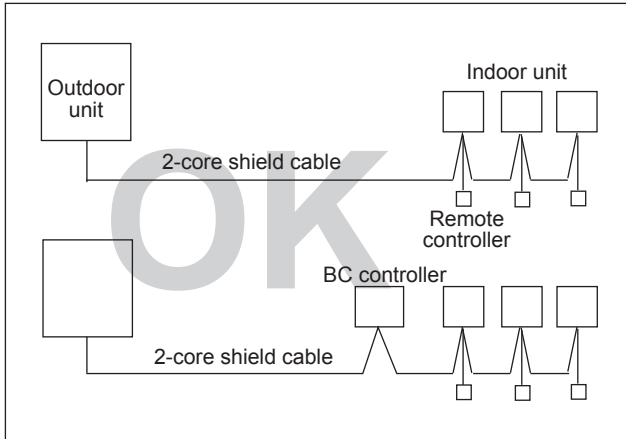 Outdoor
unit
Indoor unit
2-core shield cable
OK
Remote
controller
BC controller
2-core shield cable